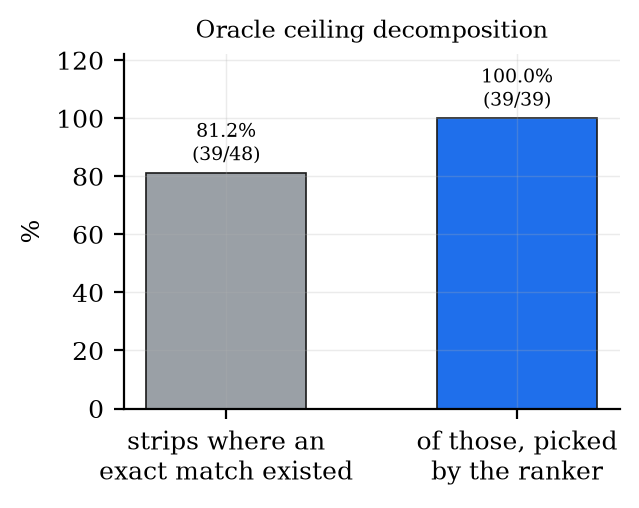 Oracle ceiling decomposition
120
100
80
60
40
20
0
%
81.2%
(39/48)
100.0%
(39/39)
strips where an
exact match existed
of those, picked
by the ranker